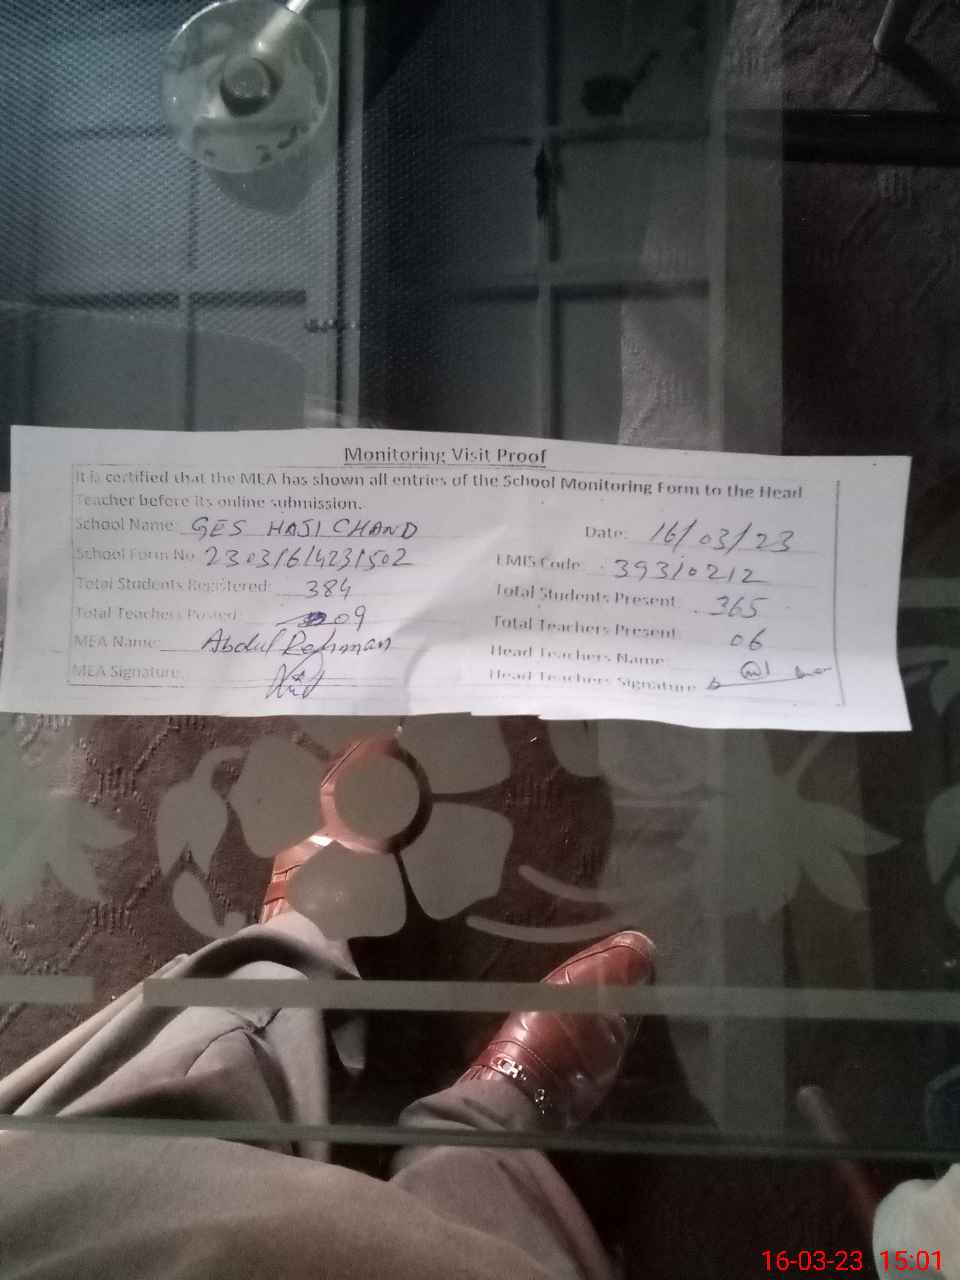 Monitoring Visit Proof
It is certified that the MEA has shown all entries of the School Monitoring Form to the Head
Teacher before its online submission.
School Name: GES HAJI CHAND Date: 16/03/23
School Form No 230316/4231502 EMIS Code: 39310212
Total Students Registered: 384 Total Students Present: 365
Total Teachers Posted: 09 Total Teachers Present: 06
MEA Name: Abdul Rehman Head Teachers Name:
MEA Signature: Head Teachers Signature
16-03-23 15:01